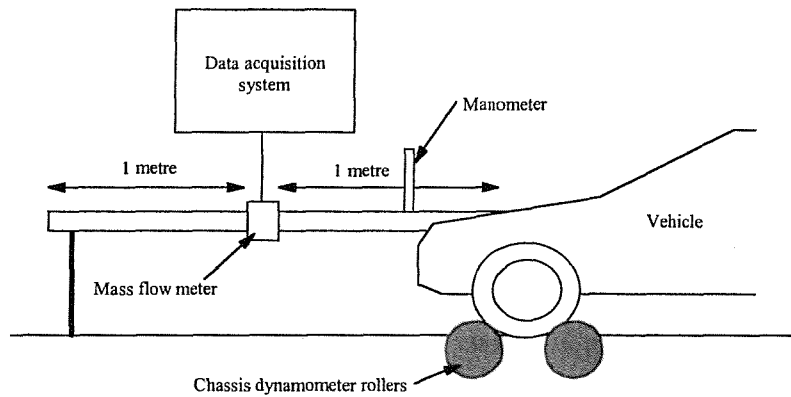 Data acquisition
system
Manometer
1 metre
1 metre
Vehicle
Mass flow meter
Chassis dynamometer rollers